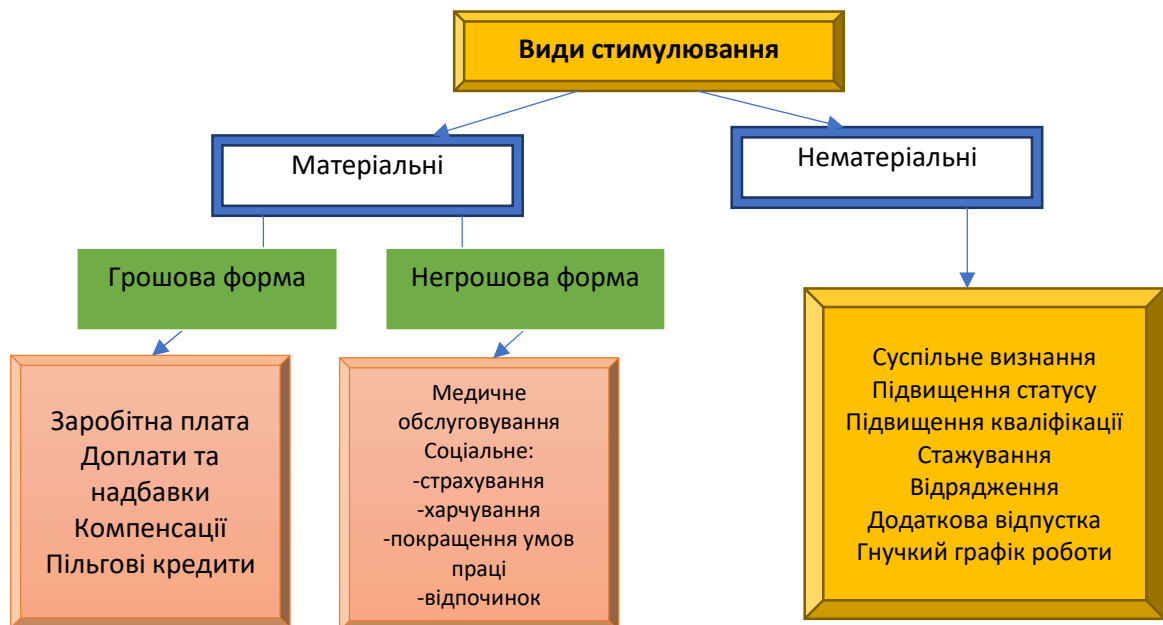 Види стимулювання
Матеріальні
Нематеріальні
Грошова форма
Негрошова форма
Заробітна плата
Доплати та
надбавки
Компенсації
Пільгові кредити
Медичне
обслуговування
Соціальне:
-страхування
-харчування
-покращення умов
праці
-відпочинок
Суспільне визнання
Підвищення статусу
Підвищення кваліфікації
Стажування
Відрядження
Додаткова відпустка
Гнучкий графік роботи